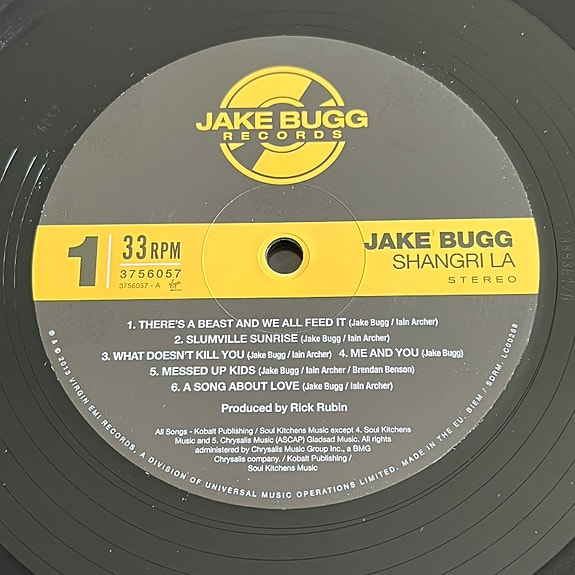 JAKE BUGG
RECORDS
1
33 RPM
3756057
3756057 - A
Virgin
JAKE BUGG
SHANGRI LA
STEREO
1. THERE'S A BEAST AND WE ALL FEED IT (Jake Bugg / Iain Archer)
2. SLUMVILLE SUNRISE (Jake Bugg / Iain Archer)
3. WHAT DOESN'T KILL YOU (Jake Bugg / Iain Archer) 4. ME AND YOU (Jake Bugg)
5. MESSED UP KIDS (Jake Bugg / Iain Archer / Brendan Benson)
6. A SONG ABOUT LOVE (Jake Bugg / Iain Archer)
Produced by Rick Rubin
All Songs - Kobalt Publishing / Soul Kitchens Music except 4. Soul Kitchens
Music and 5. Chrysalis Music (ASCAP) Gladsad Music. All rights
administered by Chrysalis Music Group Inc., a BMG
Chrysalis company. / Kobalt Publishing /
Soul Kitchens Music
℗ & © 2013 VIRGIN EMI RECORDS, A DIVISION OF UNIVERSAL MUSIC OPERATIONS LIMITED. MADE IN THE EU. BIEM / SDRM. LC00268